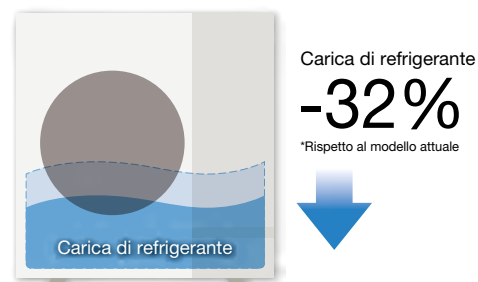 Carica di refrigerante
-32%
*Rispetto al modello attuale
Carica di refrigerante